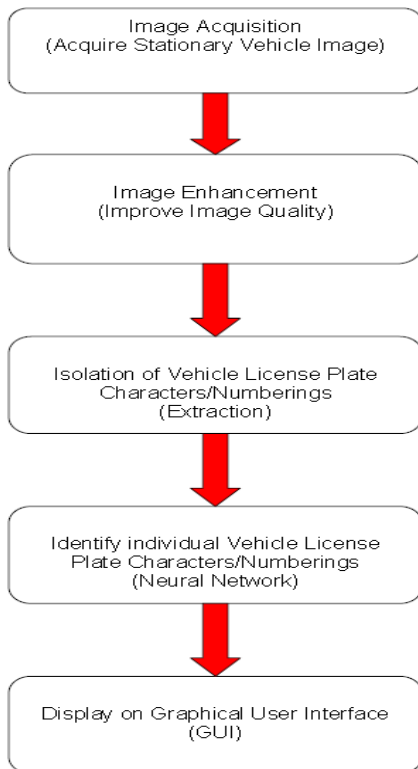 Image Acquisition
(Acquire Stationary Vehicle Image)
Image Enhancement
(Improve Image Quality)
Isolation of Vehicle License Plate
Characters/Numberings
(Extraction)
Identify individual Vehicle License
Plate Characters/Numberings
(Neural Network)
Display on Graphical User Interface
(GUI)